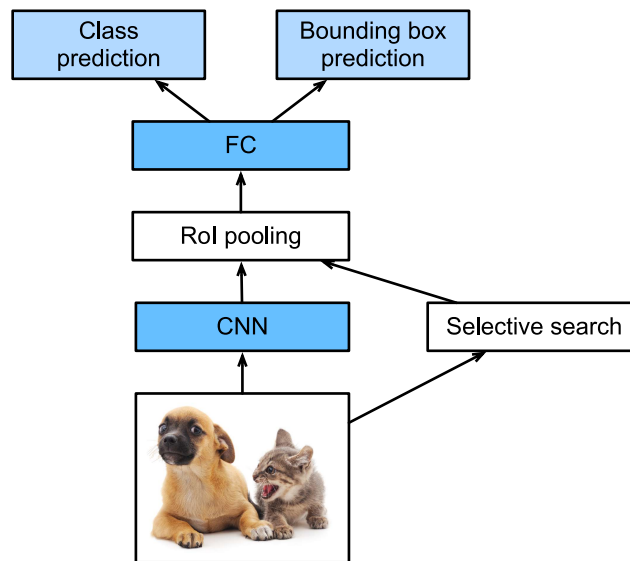 Class
prediction
Bounding box
prediction
FC
RoI pooling
CNN
Selective search